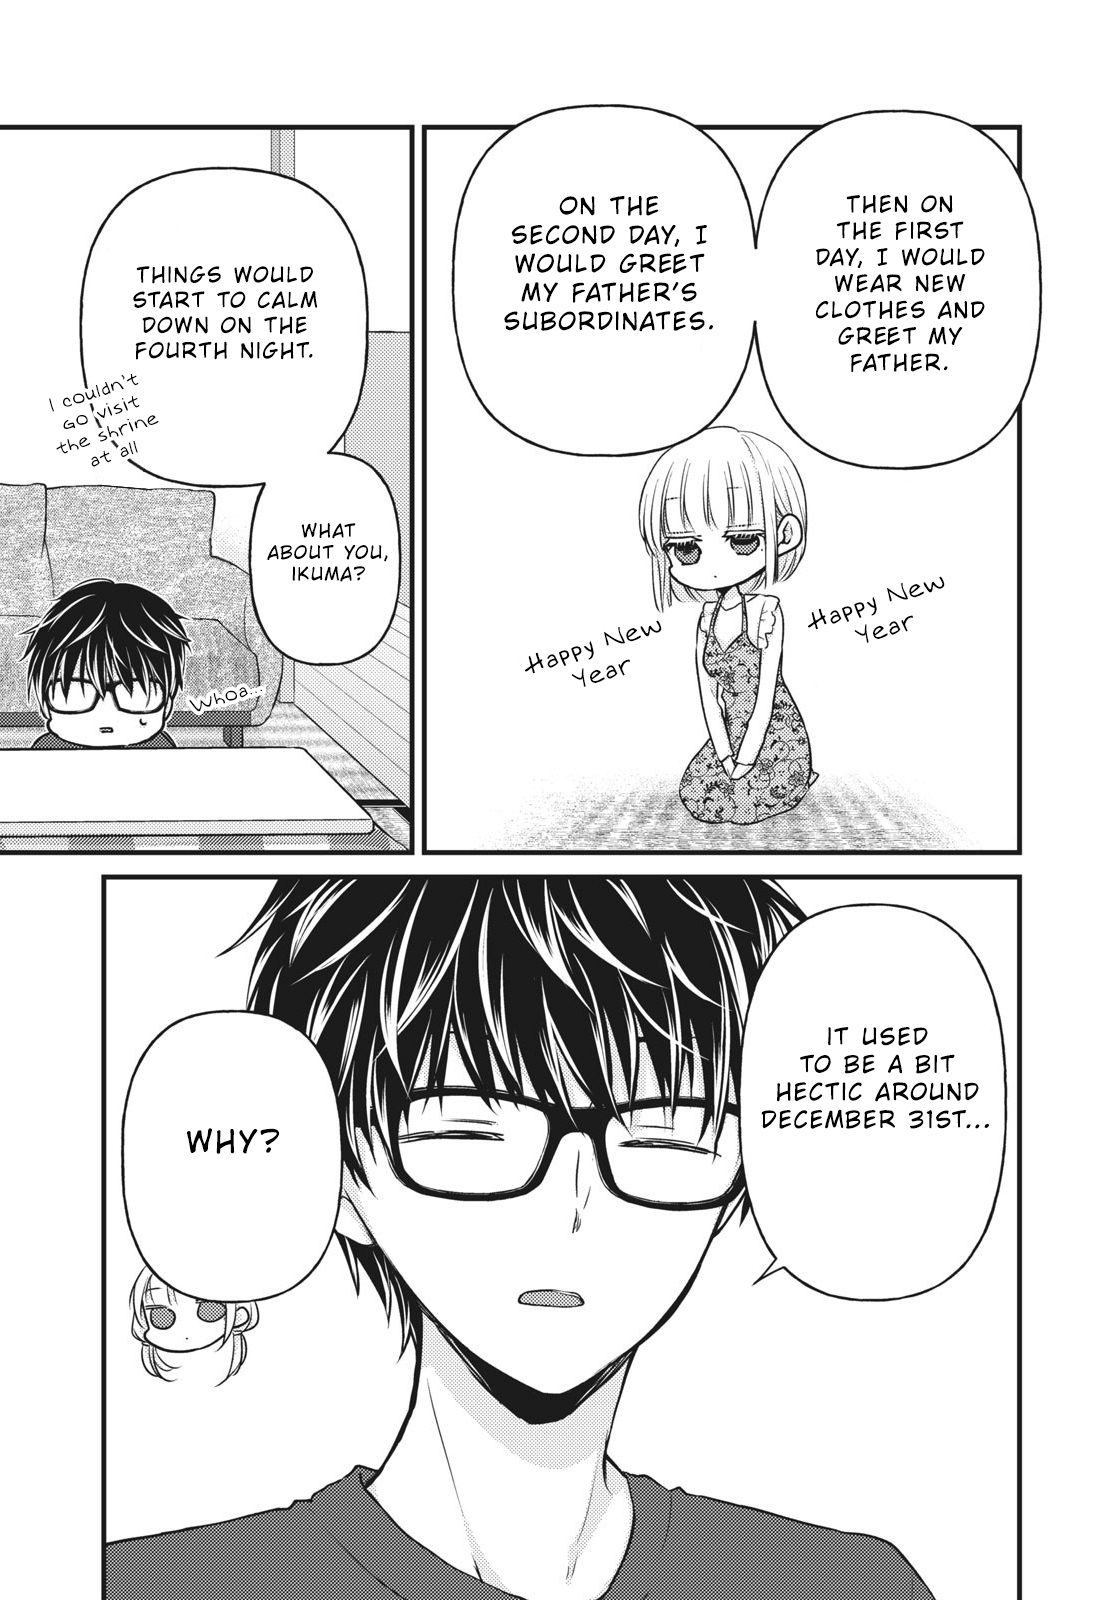 THEN ON
THE FIRST
DAY, I WOULD
WEAR NEW
CLOTHES AND
GREET MY
FATHER.
ON THE
SECOND DAY, I
WOULD GREET
MY FATHER'S
SUBORDINATES.
Happy New
Year
Happy New
Year
THINGS WOULD
START TO CALM
DOWN ON THE
FOURTH NIGHT.
I couldn't
GO visit
the shrine
at all
WHAT
ABOUT YOU,
IKUMA?
Whoa...
IT USED
TO BE A BIT
HECTIC AROUND
DECEMBER 31ST...
WHY?